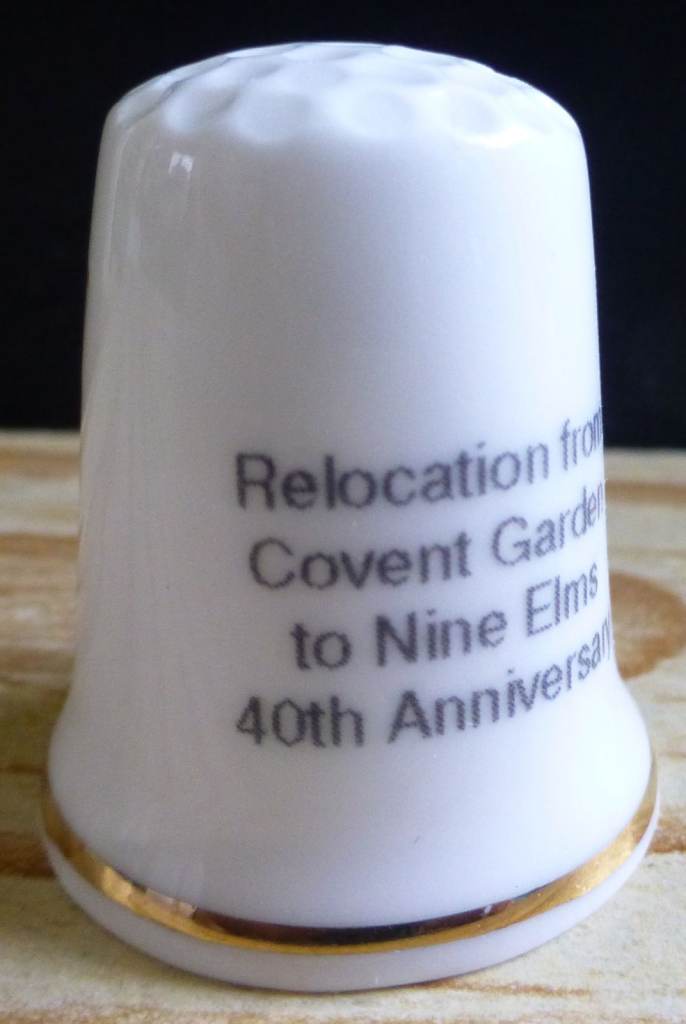 Relocation from
Covent Garden
to Nine Elms
40th Anniversary